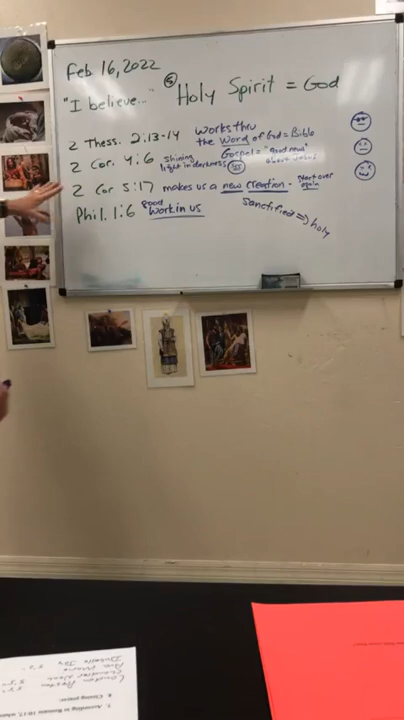 Feb 16, 2022
"I believe..." ⑤ Holy Spirit = God
2 Thess. 2:13-14 Works thru the Word of God = Bible
Gospel = "Good news" about Jesus
2 Cor. 4:6 shining light in darkness
2 Cor 5:17 makes us a new creation - start over again
Phil. 1:6 good work in us
Sanctified => holy